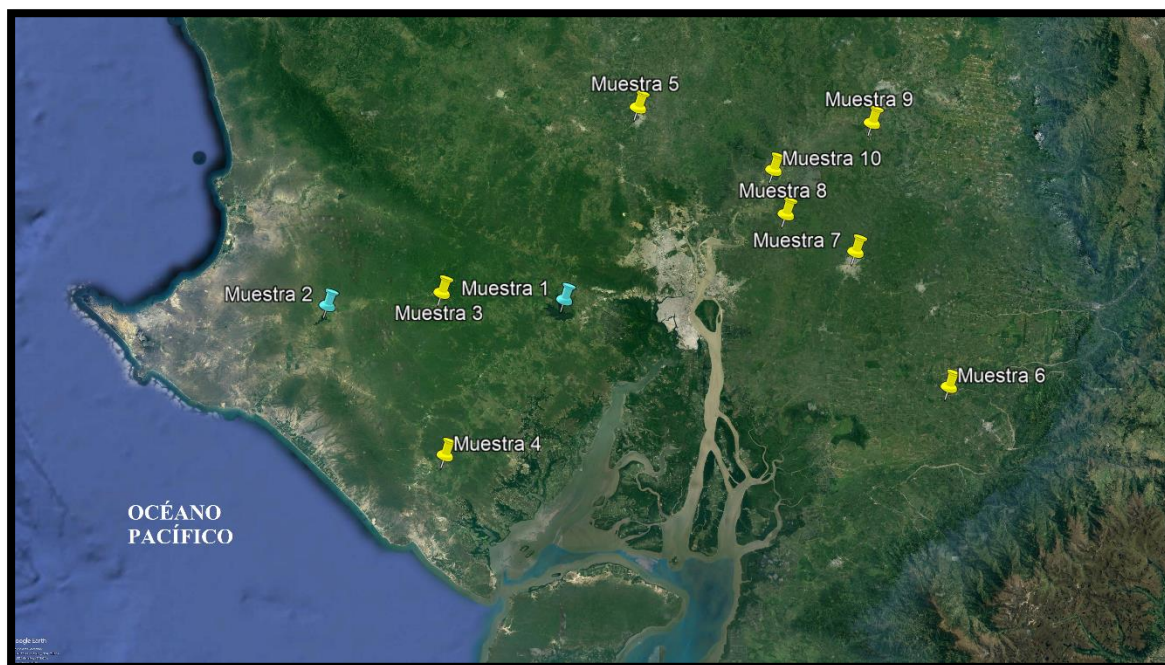 Muestra 5
Muestra 9
Muestra 10
Muestra 8
Muestra 7
Muestra 2
Muestra 1
Muestra 3
Muestra 6
Muestra 4
OCÉANO
PACÍFICO
oogle Earth